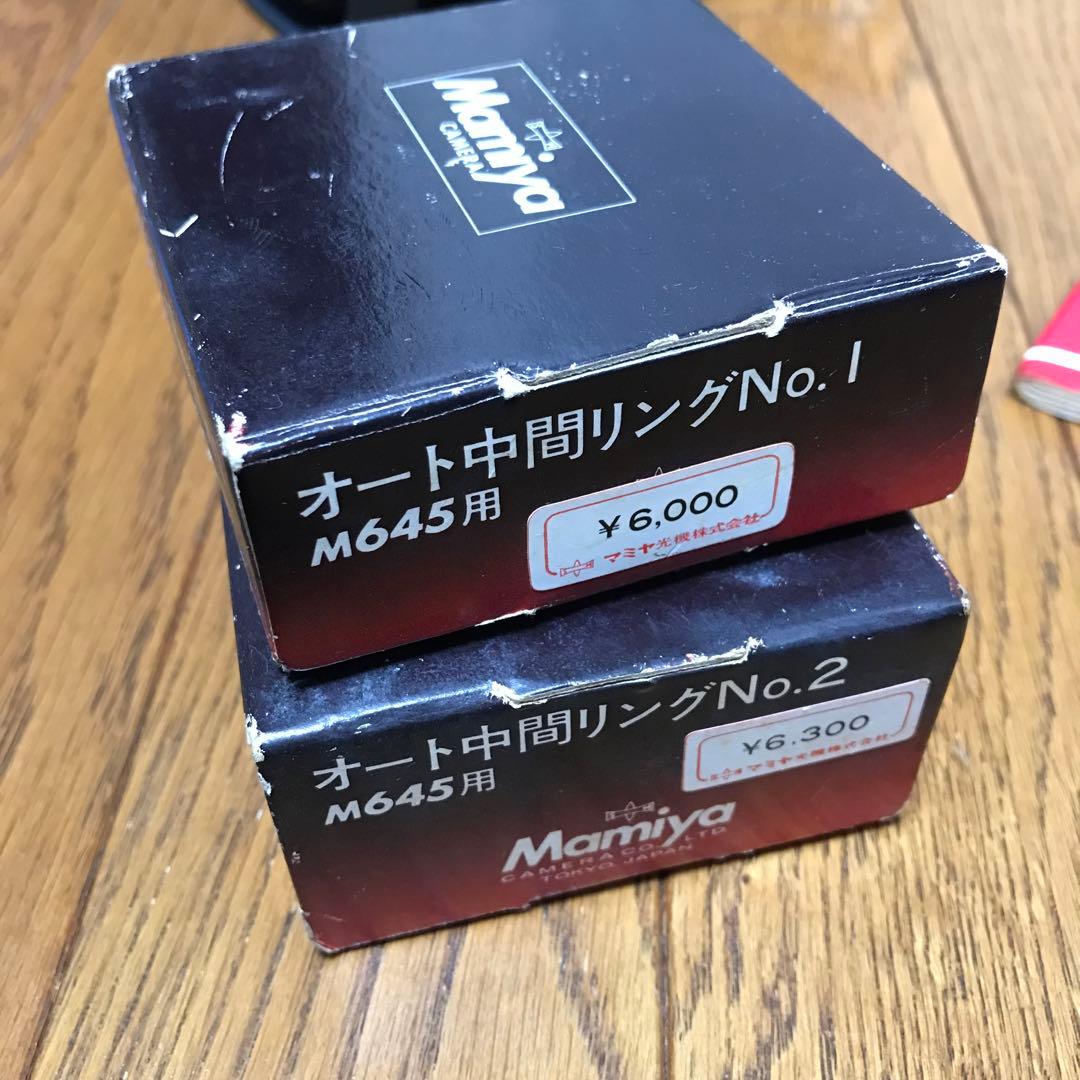 Mamiya
CAMERA
オート中間リングNo.1
M645用
¥6,000
マミヤ光機株式会社
オート中間リングNo.2
M645用
¥6.300
マミヤ光機株式会社
Mamiya
CAMERA CO., LTD.
TOKYO, JAPAN